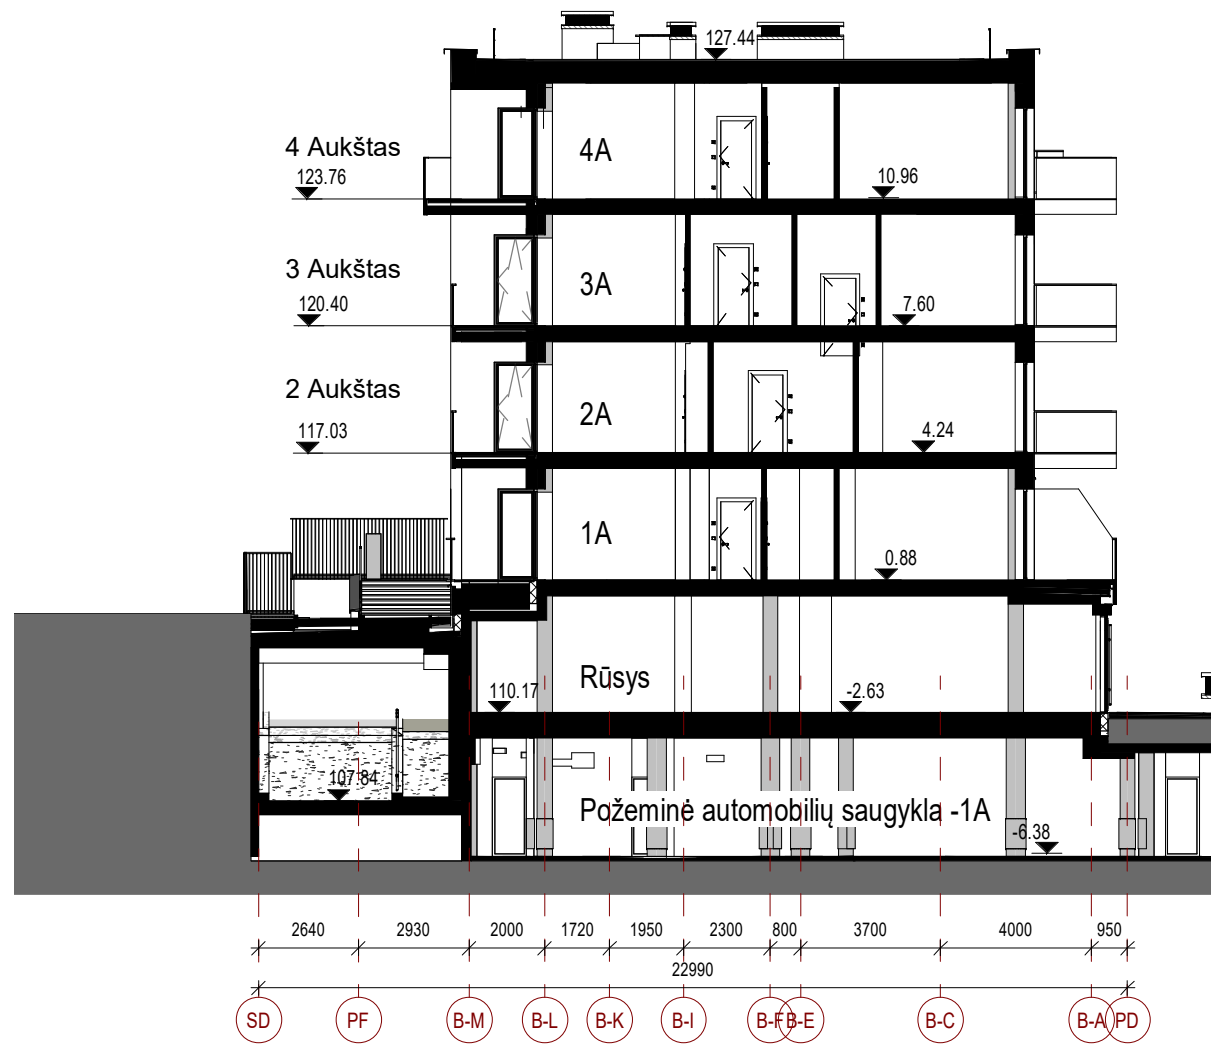 127.44
4 Aukštas
4A
123.76
10.96
3 Aukštas
3A
120.40
7.60
2 Aukštas
2A
117.03
4.24
1A
0.88
Rūsys
110.17
-2.63
107.84
Požeminė automobilių saugykla -1A
-6.38
2640 2930 2000 1720 1950 2300 800 3700 4000 950
22990
SD PF B-M B-L B-K B-I B-F B-E B-C B-A PD